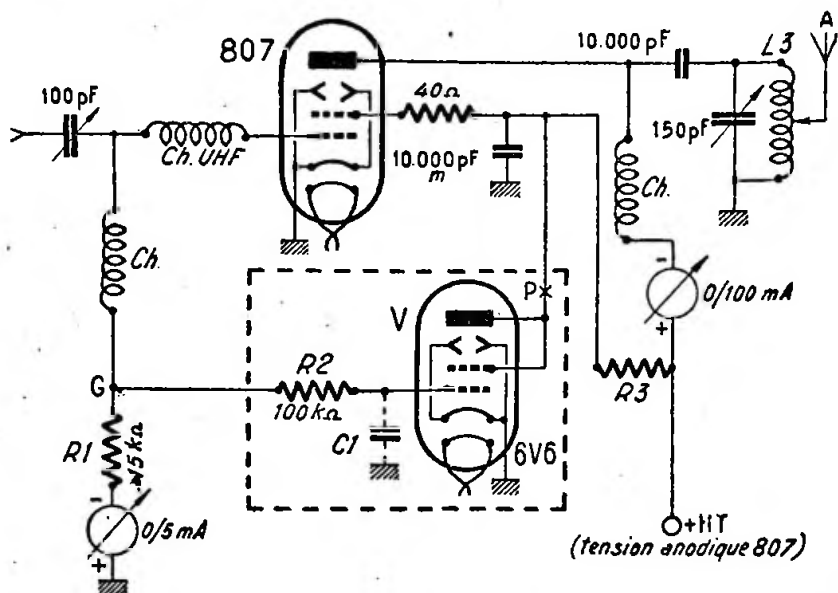 807
100 pF
Ch. UHF
40Ω
10.000 pF
m
10.000 pF
L3
A
150 pF
Ch.
-
0/100 mA
+
Ch.
P
V
G
R2
100 kΩ
C1
6V6
R3
R1
15 kΩ
-
0/5 mA
+
+HT
(tension anodique 807)